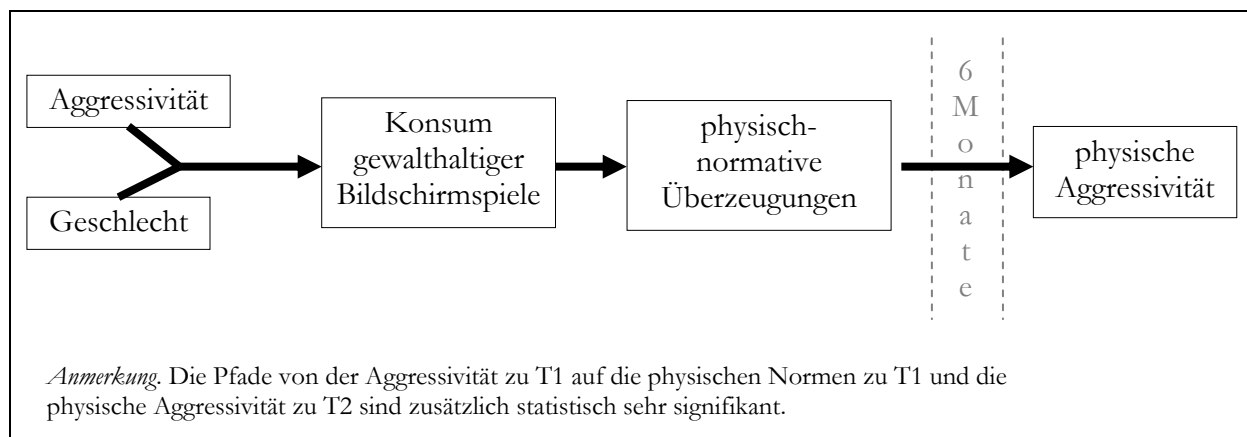 Aggressivität
Geschlecht
Konsum
gewalthaltiger
Bildschirmspiele
physisch-
normative
Überzeugungen
6
M
o
n
a
t
e
physische
Aggressivität
Anmerkung. Die Pfade von der Aggressivität zu T1 auf die physischen Normen zu T1 und die
physische Aggressivität zu T2 sind zusätzlich statistisch sehr signifikant.